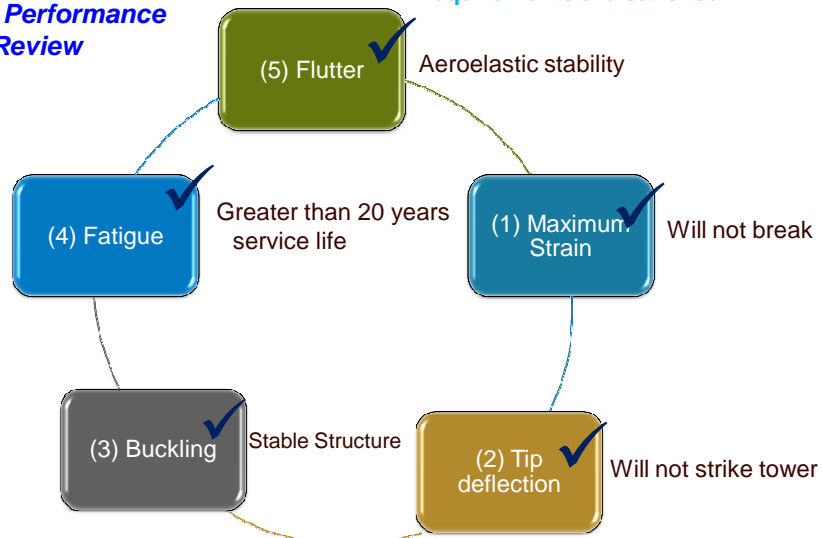 Performance
Review
(5) Flutter
Aeroelastic stability
(1) Maximum
Strain
Will not break
(2) Tip
deflection
Will not strike tower
(3) Buckling
Stable Structure
(4) Fatigue
Greater than 20 years
service life